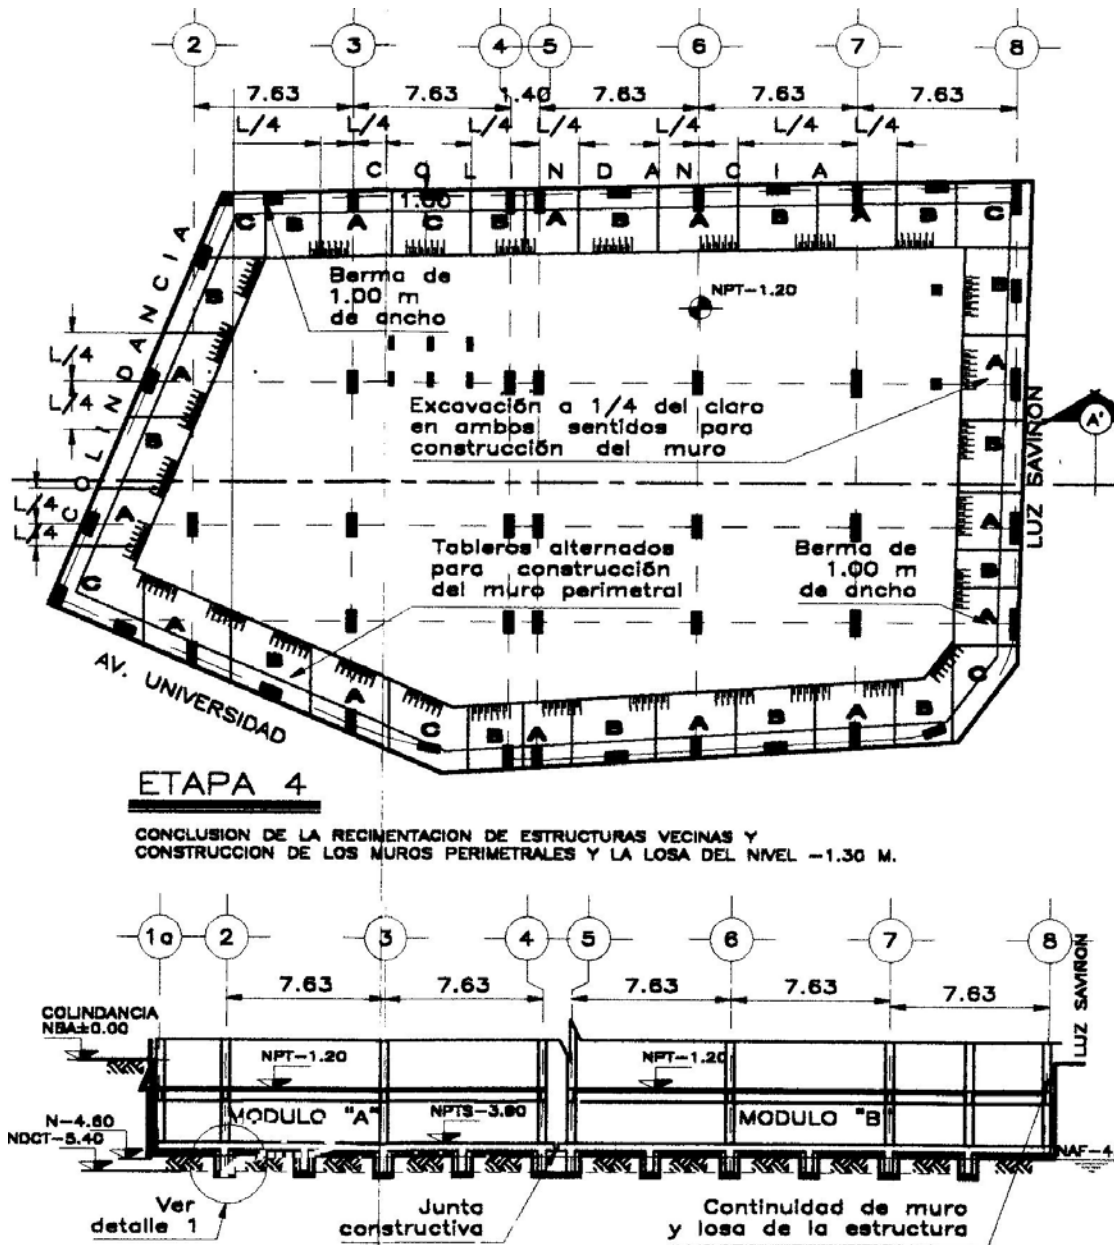 2 3 4 5 6 7 8
7.63 7.63 1.40 7.63 7.63 7.63
L/4 L/4 L/4 L/4 L/4 L/4 L/4
C O L NDANCIA
1.00
C B A C B A B A B A B C
Berma de
1.00 m
de ancho
NPT-1.20
COLINDANCIA
B
A
B
A
C
L/4
L/4
L/4
L/4
Excavación a 1/4 del claro
en ambos sentidos para
construcción del muro
B
A
B
A
B
A
C
LUZ SAVIÑON
A'
Tableros alternados
para construcción
del muro perimetral
Berma de
1.00 m
de ancho
A B A C B A B A B A B
AV. UNIVERSIDAD
ETAPA 4
CONCLUSION DE LA RECIMENTACION DE ESTRUCTURAS VECINAS Y
CONSTRUCCION DE LOS MUROS PERIMETRALES Y LA LOSA DEL NIVEL -1.30 M.
1a 2 3 4 5 6 7 8
7.63 7.63 7.63 7.63 7.63
LUZ SAVIÑON
COLINDANCIA
NBA±0.00
NPT-1.20 NPT-1.20
MODULO "A" NPTS-3.80 MODULO "B"
N-4.60
NDCT-5.40
NAF-4
Ver
detalle 1
Junta
constructiva
Continuidad de muro
y losa de la estructura